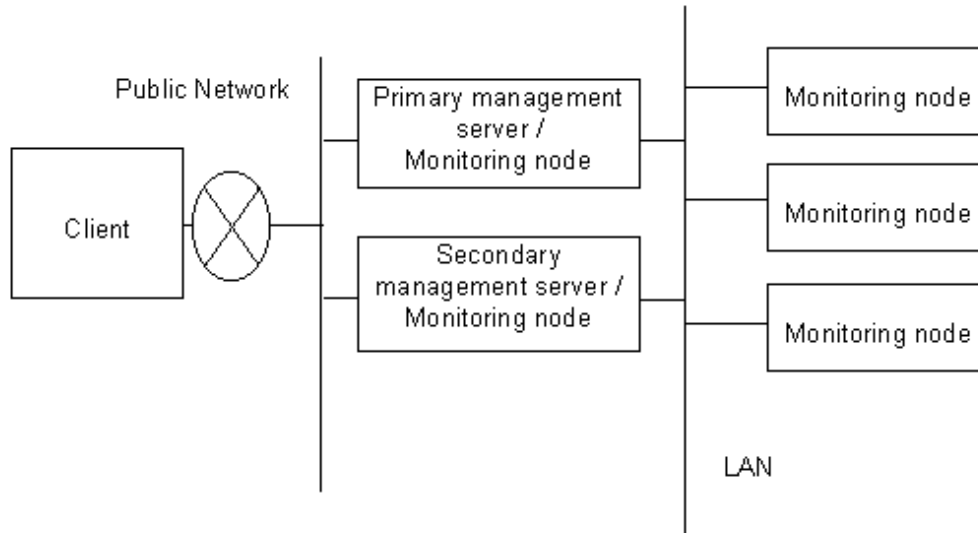 Public Network
Client
Primary management
server /
Monitoring node
Secondary
management server /
Monitoring node
Monitoring node
Monitoring node
Monitoring node
LAN